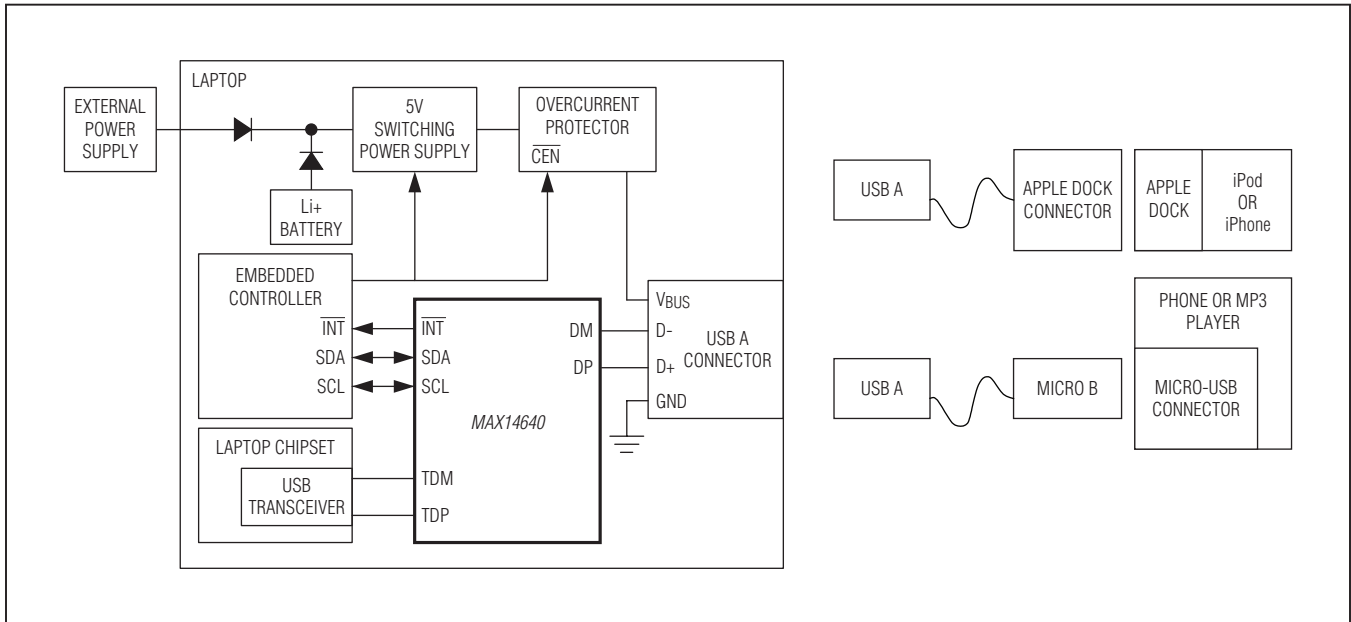 LAPTOP
EXTERNAL
POWER
SUPPLY
5V
SWITCHING
POWER SUPPLY
OVERCURRENT
PROTECTOR
CEN
Li+
BATTERY
EMBEDDED
CONTROLLER
INT
SDA
SCL
INT
SDA
SCL
MAX14640
DM
DP
TDM
TDP
LAPTOP CHIPSET
USB
TRANSCEIVER
VBUS
D-
D+
GND
USB A
CONNECTOR
USB A
APPLE DOCK
CONNECTOR
APPLE
DOCK
iPod
OR
iPhone
USB A
MICRO B
PHONE OR MP3
PLAYER
MICRO-USB
CONNECTOR